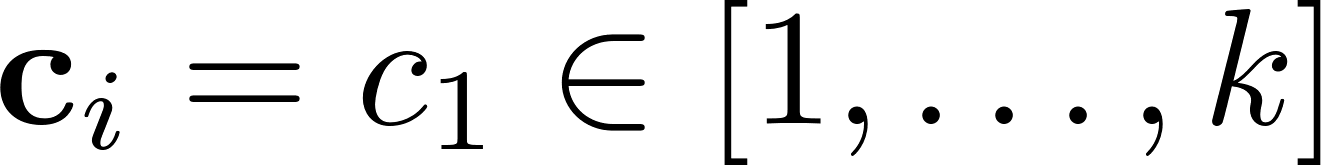 𝐜ᵢ = c₁ ∈ [1, . . . , k]